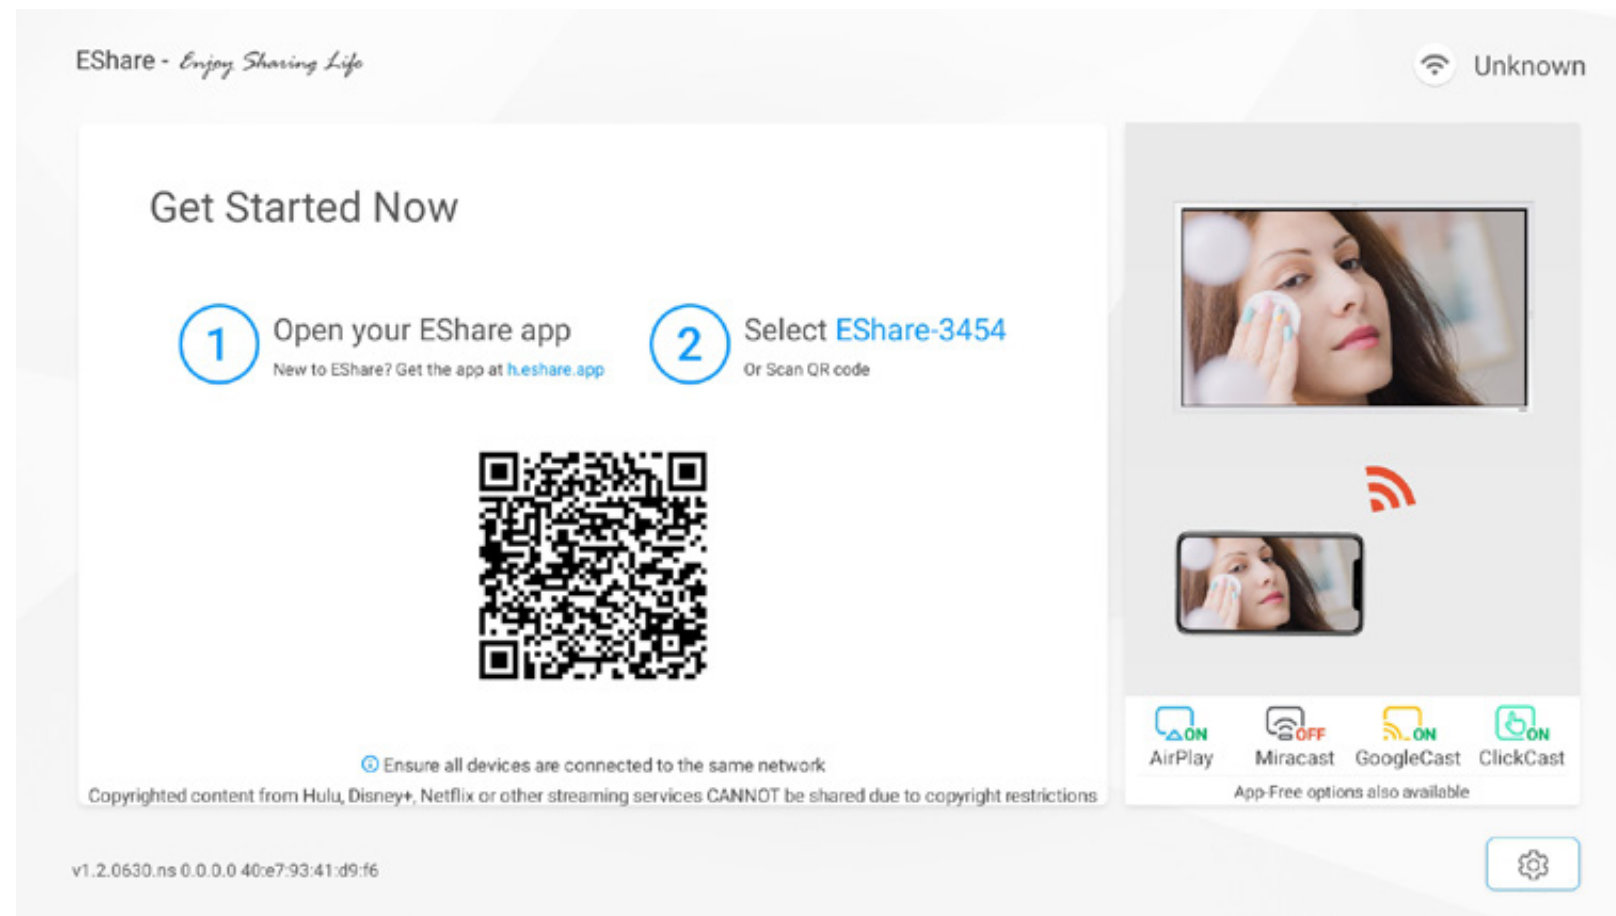 EShare - Enjoy Sharing Life
Unknown
Get Started Now
1
Open your EShare app
New to EShare? Get the app at h.eshare.app
2
Select EShare-3454
Or Scan QR code
Ensure all devices are connected to the same network
Copyrighted content from Hulu, Disney+, Netflix or other streaming services CANNOT be shared due to copyright restrictions
ON
AirPlay
OFF
Miracast
ON
GoogleCast
ON
ClickCast
App-Free options also available
v1.2.0630.ns 0.0.0.0 40:e7:93:41:d9:f6